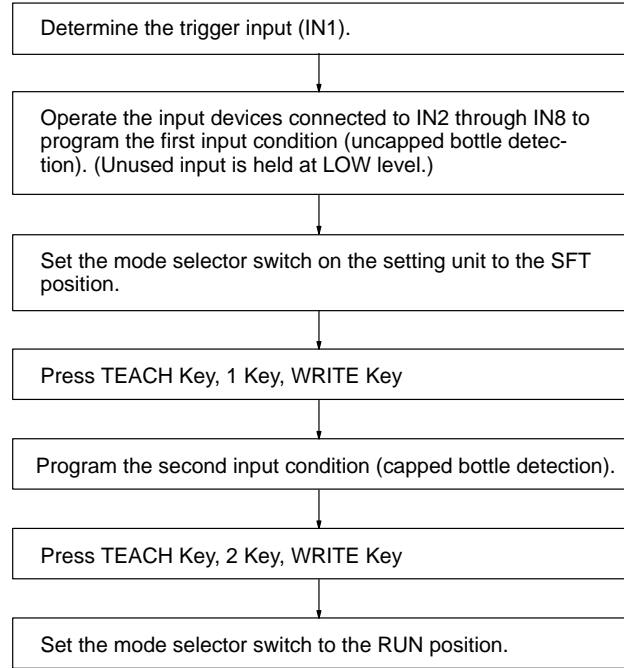 Determine the trigger input (IN1).
Operate the input devices connected to IN2 through IN8 to
program the first input condition (uncapped bottle detec-
tion). (Unused input is held at LOW level.)
Set the mode selector switch on the setting unit to the SFT
position.
Press TEACH Key, 1 Key, WRITE Key
Program the second input condition (capped bottle detection).
Press TEACH Key, 2 Key, WRITE Key
Set the mode selector switch to the RUN position.